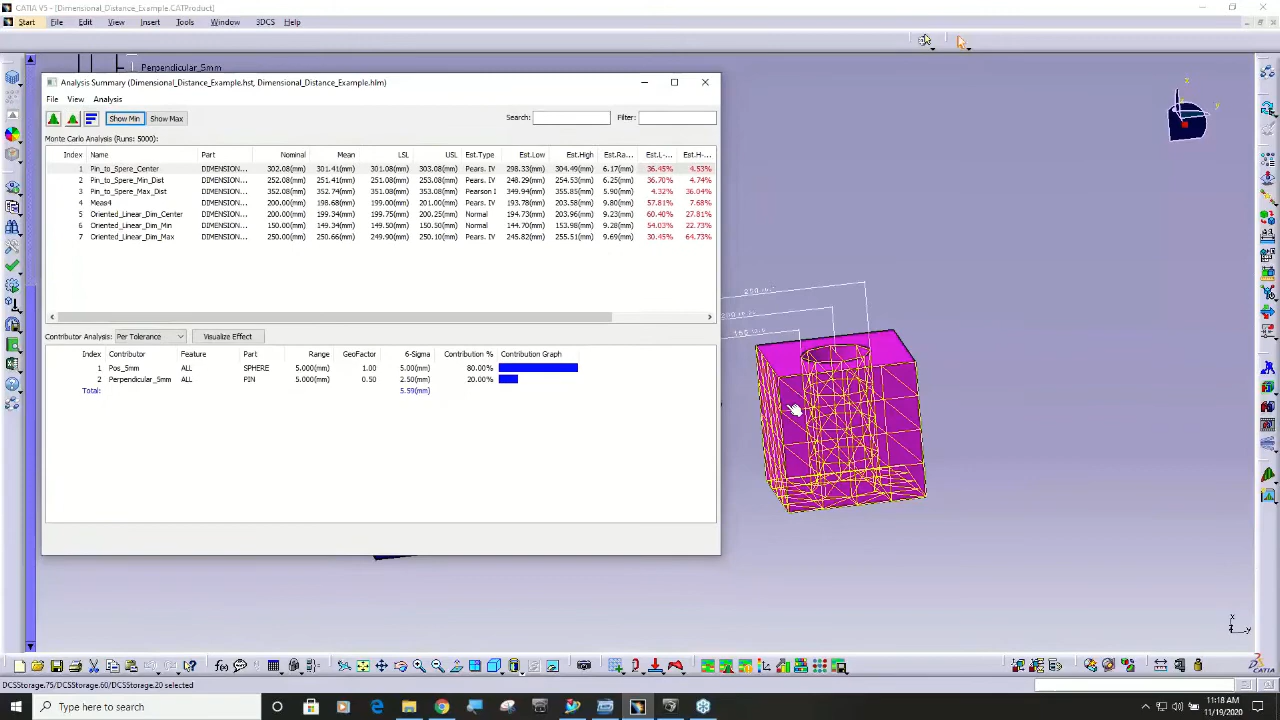 CATIA V5 - [Dimensional_Distance_Example.CATProduct]
Start File Edit View Insert Tools Window 3DCS Help
Perpendicular_5mm
Analysis Summary (Dimensional_Distance_Example.hst, Dimensional_Distance_Example.hlm)
File View Analysis
Show Min Show Max Search: Filter:
Monte Carlo Analysis (Runs: 5000):
Index Name Part Nominal Mean LSL USL Est.Type Est.Low Est.High Est.Ra... Est.L-... Est.H-...
1 Pin_to_Spere_Center DIMENSION... 302.08(mm) 301.41(mm) 301.08(mm) 303.08(mm) Pears. IV 298.33(mm) 304.49(mm) 6.17(mm) 36.45% 4.53%
2 Pin_to_Spere_Min_Dist DIMENSION... 252.08(mm) 251.41(mm) 251.08(mm) 253.08(mm) Pears. IV 248.29(mm) 254.53(mm) 6.25(mm) 36.70% 4.74%
3 Pin_to_Spere_Max_Dist DIMENSION... 352.08(mm) 352.74(mm) 351.08(mm) 353.08(mm) Pearson I 349.94(mm) 355.85(mm) 5.90(mm) 4.32% 36.04%
4 Meas4 DIMENSION... 200.00(mm) 198.68(mm) 199.00(mm) 201.00(mm) Pears. IV 193.78(mm) 203.58(mm) 9.80(mm) 57.81% 7.68%
5 Oriented_Linear_Dim_Center DIMENSION... 200.00(mm) 199.34(mm) 199.75(mm) 200.25(mm) Normal 194.73(mm) 203.96(mm) 9.23(mm) 60.40% 27.81%
6 Oriented_Linear_Dim_Min DIMENSION... 150.00(mm) 149.34(mm) 149.50(mm) 150.50(mm) Normal 144.70(mm) 153.98(mm) 9.28(mm) 54.03% 22.73%
7 Oriented_Linear_Dim_Max DIMENSION... 250.00(mm) 250.66(mm) 249.90(mm) 250.10(mm) Pears. IV 245.82(mm) 255.51(mm) 9.69(mm) 30.45% 64.73%
Contributor Analysis: Per Tolerance Visualize Effect
Index Contributor Feature Part Range GeoFactor 6-Sigma Contribution % Contribution Graph
1 Pos_5mm ALL SPHERE 5.000(mm) 1.00 5.00(mm) 80.00%
2 Perpendicular_5mm ALL PIN 5.000(mm) 0.50 2.50(mm) 20.00%
Total: 5.59(mm)
DCSStorage.75/DCSStorage.60/DCSStorage.20 selected
Type here to search
11:18 AM
11/19/2020